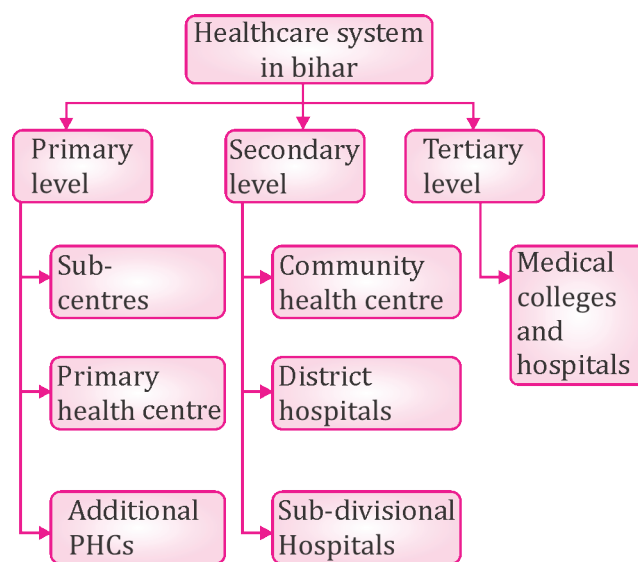 Healthcare system
in bihar
Primary
level
Secondary
level
Tertiary
level
Sub-
centres
Community
health centre
Medical
colleges
and
hospitals
Primary
health centre
District
hospitals
Additional
PHCs
Sub-divisional
Hospitals